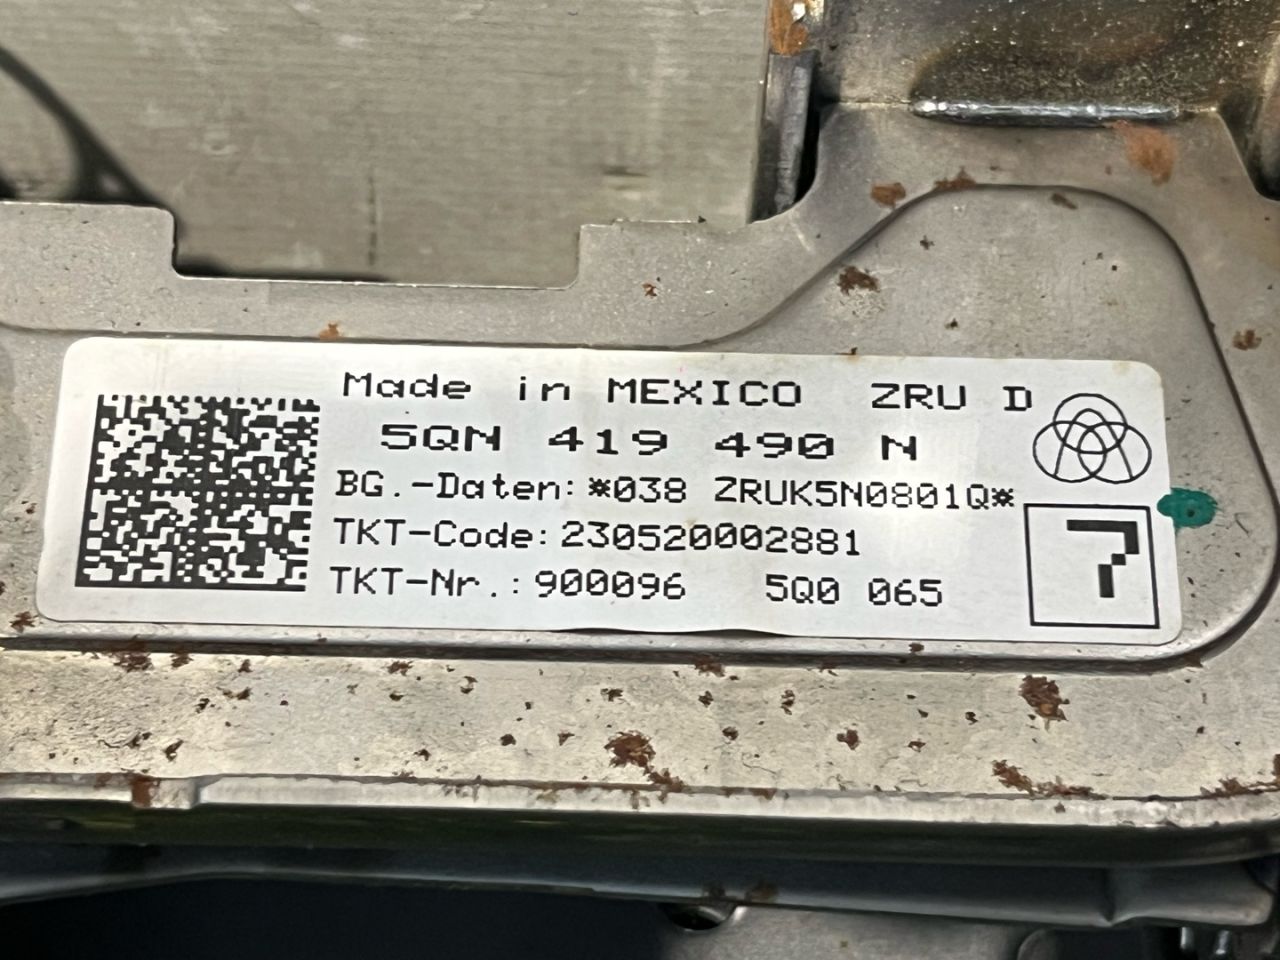 Made in MEXICO ZRU D
5QN 419 490 N
BG.-Daten:*038 ZRUK5N0801Q*
TKT-Code:230520002881
TKT-Nr.:900096 5Q0 065
7